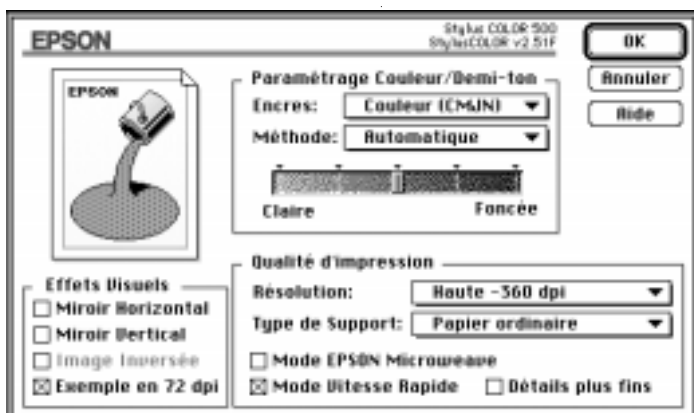 EPSON
Stylus COLOR 500
StylusCOLOR v2.51F
OK
Annuler
Aide
EPSON
Paramétrage Couleur/Demi-ton
Encres: Couleur (CMJN)
Méthode: Automatique
Claire Foncée
Effets Visuels
Miroir Horizontal
Miroir Vertical
Image Inversée
Exemple en 72 dpi
Qualité d'impression
Résolution: Haute -360 dpi
Type de Support: Papier ordinaire
Mode EPSON Microweave
Mode Vitesse Rapide Détails plus fins